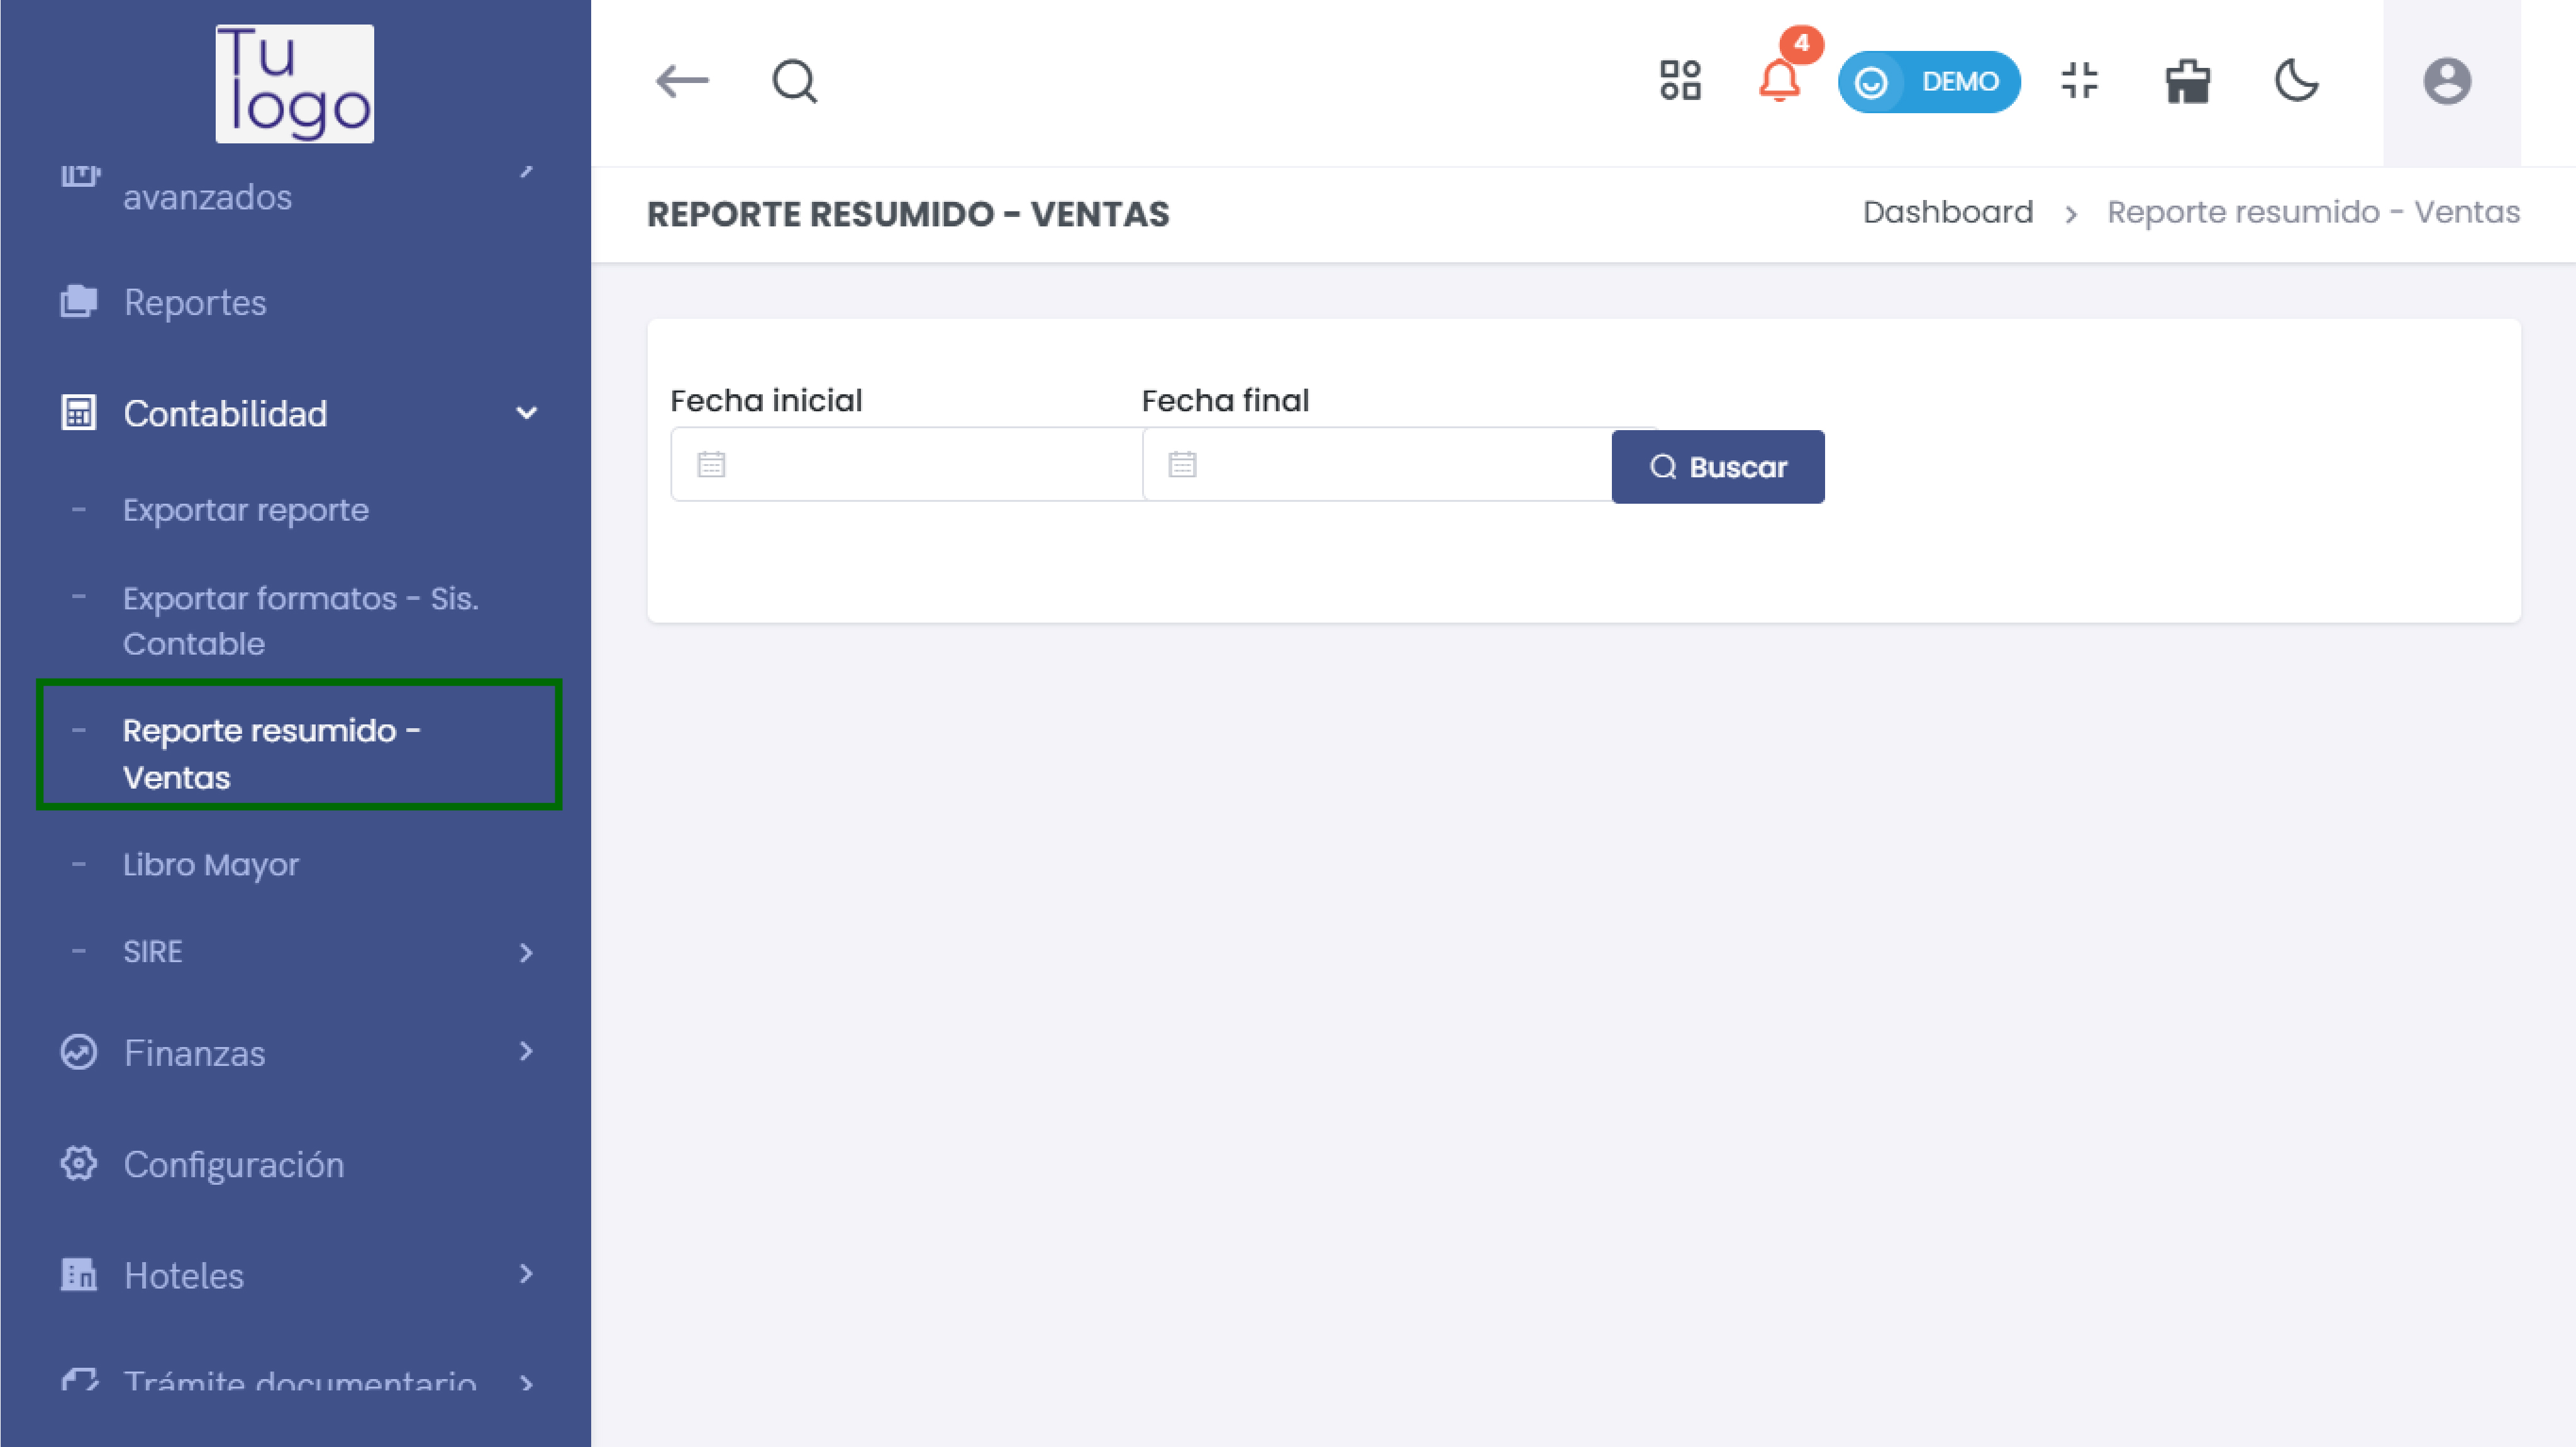 Tu
logo
avanzados
Reportes
Contabilidad
- Exportar reporte
- Exportar formatos - Sis.
Contable
- Reporte resumido -
Ventas
- Libro Mayor
- SIRE
Finanzas
Configuración
Hoteles
Trámite documentario
4
DEMO
REPORTE RESUMIDO - VENTAS
Dashboard > Reporte resumido - Ventas
Fecha inicial Fecha final
Buscar